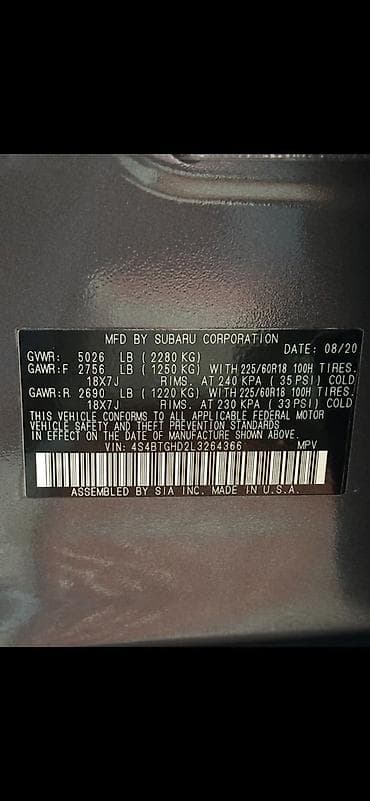 MFD BY SUBARU CORPORATION
DATE: 08/20
GVWR: 5026 LB (2280 KG)
GAWR:F 2756 LB (1250 KG) WITH 225/60R18 100H TIRES.
18X7J RIMS. AT 240 KPA (35 PSI) COLD
GAWR:R 2690 LB (1220 KG) WITH 225/60R18 100H TIRES.
18X7J RIMS. AT 230 KPA (33 PSI) COLD
THIS VEHICLE CONFORMS TO ALL APPLICABLE FEDERAL MOTOR
VEHICLE SAFETY AND THEFT PREVENTION STANDARDS
IN EFFECT ON THE DATE OF MANUFACTURE SHOWN ABOVE.
VIN: 4S4BTGHD2L3264366 MPV
ASSEMBLED BY SIA INC. MADE IN U.S.A.